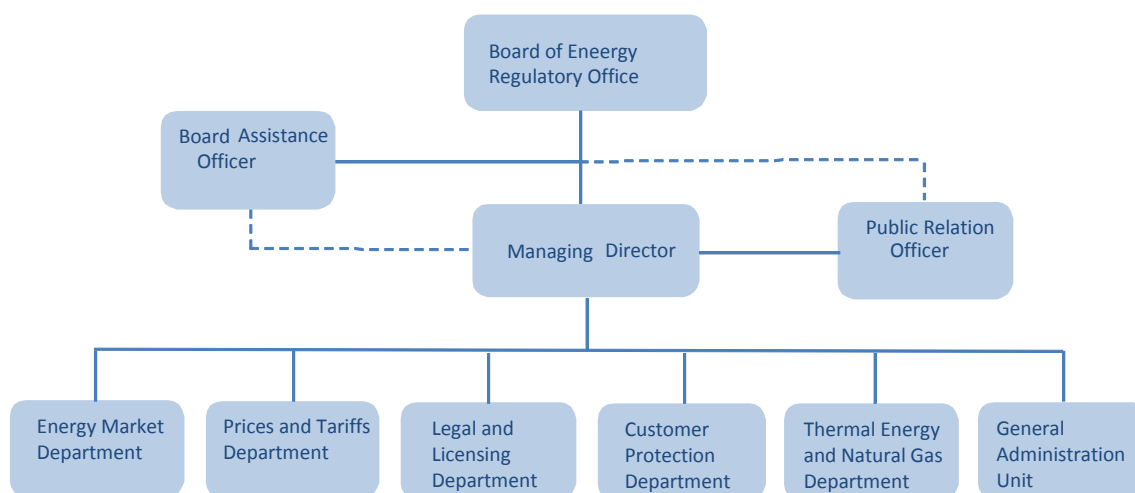 Board of Eneergy
Regulatory Office
Board Assistance
Officer
Managing Director
Public Relation
Officer
Energy Market
Department
Prices and Tariffs
Department
Legal and
Licensing
Department
Customer
Protection
Department
Thermal Energy
and Natural Gas
Department
General
Administration
Unit